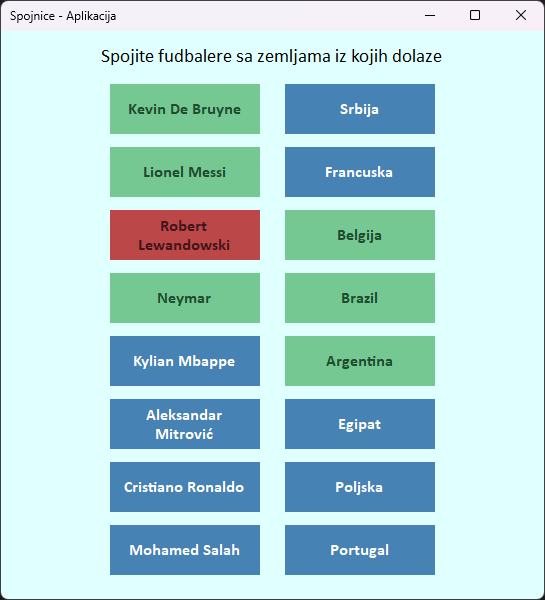 Spojnice - Aplikacija
Spojite fudbalere sa zemljama iz kojih dolaze
Kevin De Bruyne
Srbija
Lionel Messi
Francuska
Robert
Lewandowski
Belgija
Neymar
Brazil
Kylian Mbappe
Argentina
Aleksandar
Mitrović
Egipat
Cristiano Ronaldo
Poljska
Mohamed Salah
Portugal